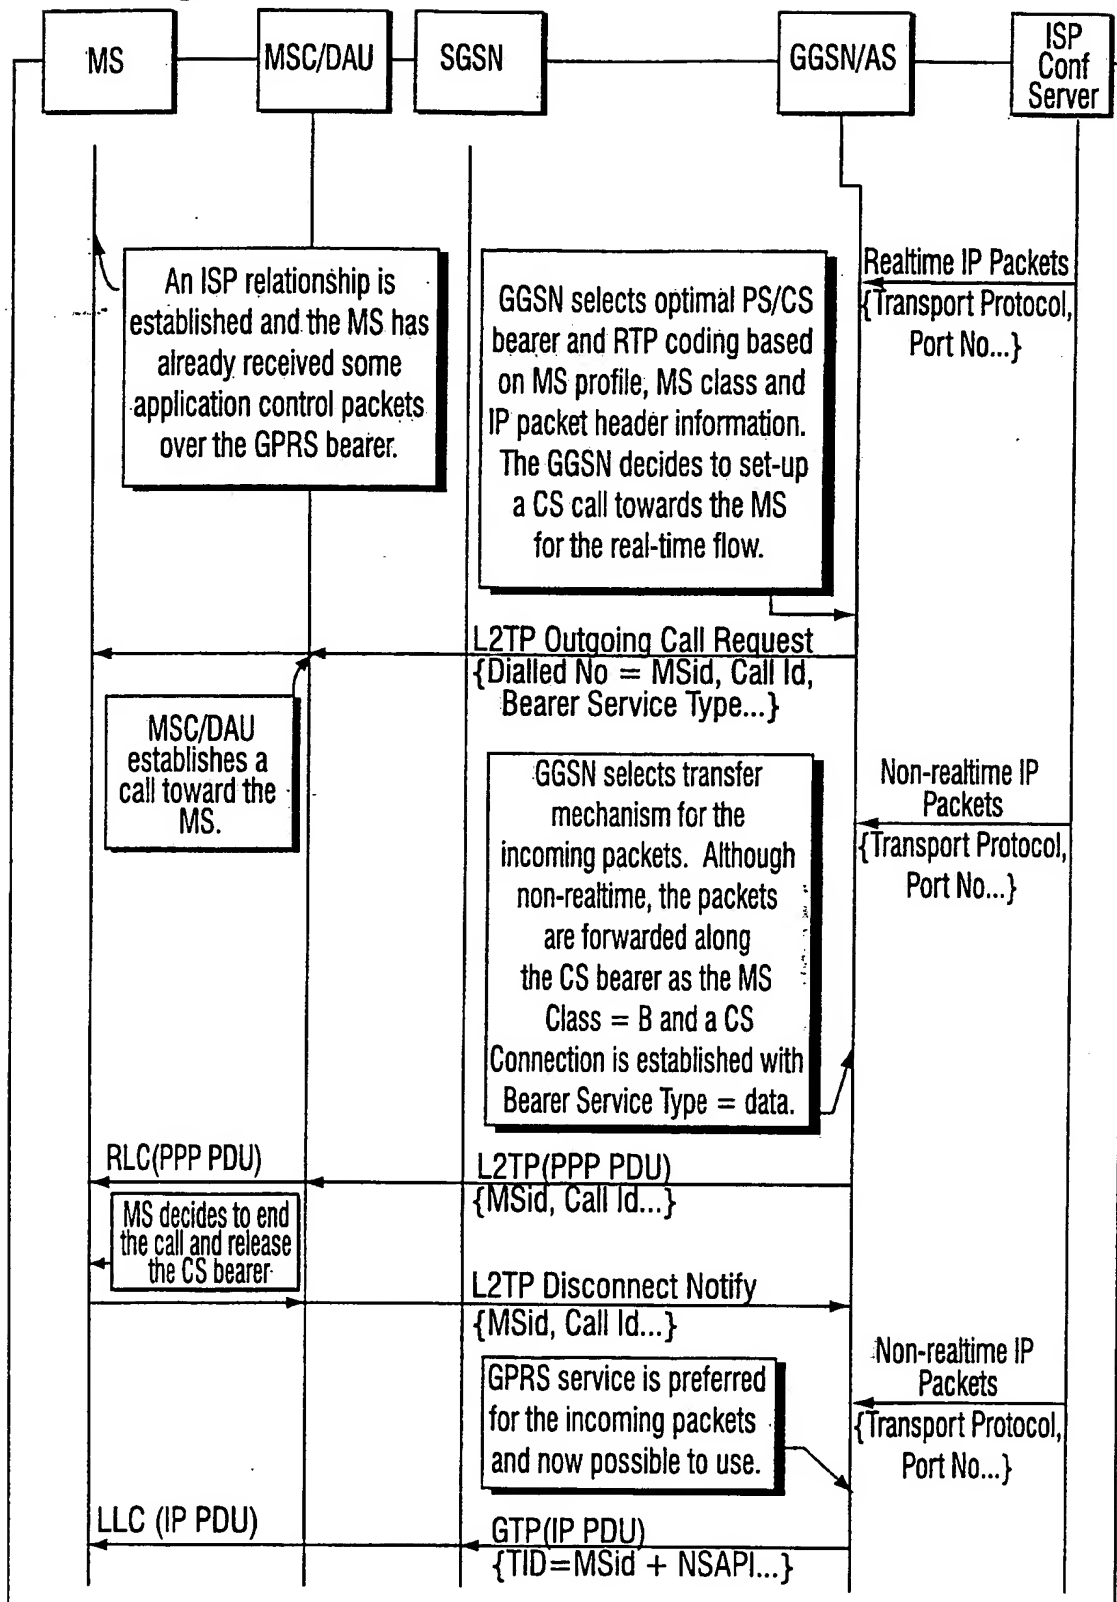 MS
MSC/DAU
SGSN
GGSN/AS
ISP
Conf
Server
An ISP relationship is
established and the MS has
already received some
application control packets
over the GPRS bearer.
GGSN selects optimal PS/CS
bearer and RTP coding based
on MS profile, MS class and
IP packet header information.
The GGSN decides to set-up
a CS call towards the MS
for the real-time flow.
Realtime IP Packets
{Transport Protocol,
Port No...}
L2TP Outgoing Call Request
{Dialled No = MSid, Call Id,
Bearer Service Type...}
MSC/DAU
establishes a
call toward the
MS.
GGSN selects transfer
mechanism for the
incoming packets. Although
non-realtime, the packets
are forwarded along
the CS bearer as the MS
Class = B and a CS
Connection is established with
Bearer Service Type = data.
Non-realtime IP
Packets
{Transport Protocol,
Port No...}
RLC(PPP PDU)
L2TP(PPP PDU)
{MSid, Call Id...}
MS decides to end
the call and release
the CS bearer
L2TP Disconnect Notify
{MSid, Call Id...}
GPRS service is preferred
for the incoming packets
and now possible to use.
Non-realtime IP
Packets
{Transport Protocol,
Port No...}
LLC (IP PDU)
GTP(IP PDU)
{TID=MSid + NSAPI...}